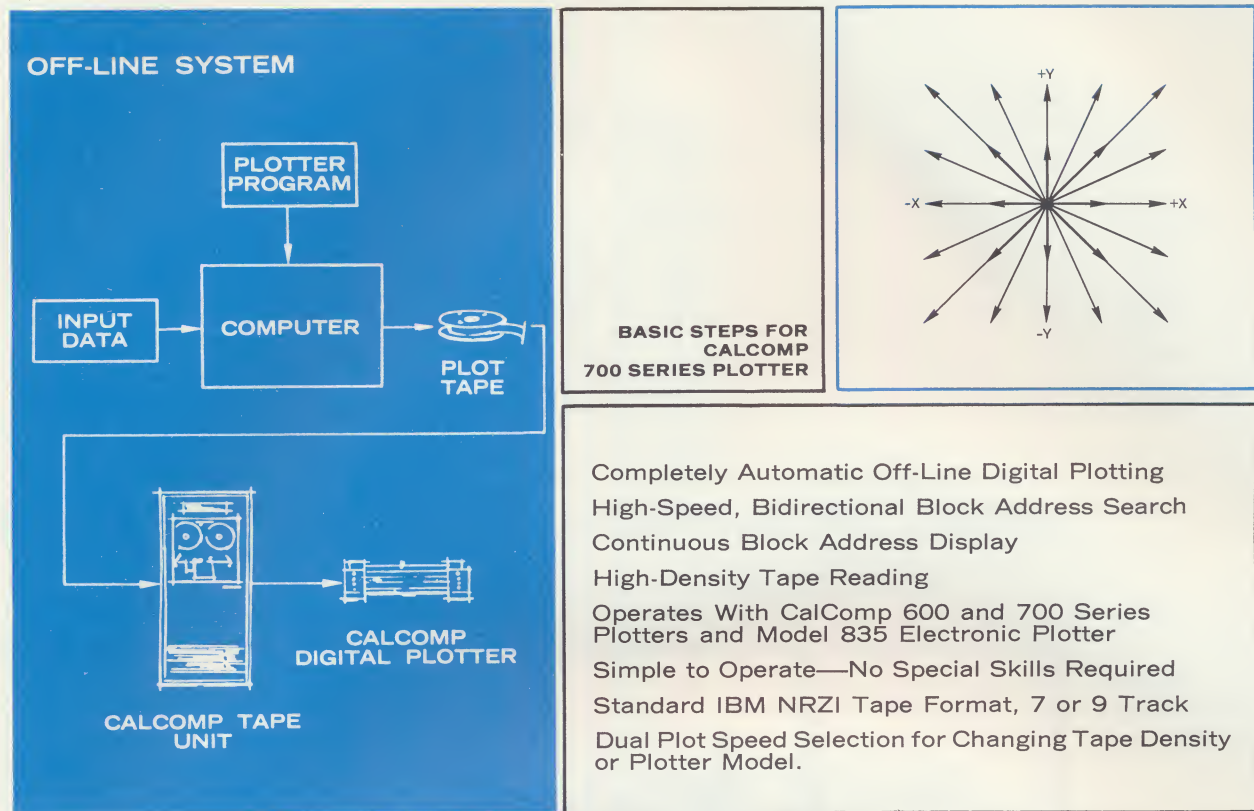 OFF-LINE SYSTEM
PLOTTER
PROGRAM
INPUT
DATA
COMPUTER
PLOT
TAPE
CALCOMP
DIGITAL PLOTTER
CALCOMP TAPE
UNIT
BASIC STEPS FOR
CALCOMP
700 SERIES PLOTTER
+Y
-X
+X
-Y
Completely Automatic Off-Line Digital Plotting
High-Speed, Bidirectional Block Address Search
Continuous Block Address Display
High-Density Tape Reading
Operates With CalComp 600 and 700 Series
Plotters and Model 835 Electronic Plotter
Simple to Operate—No Special Skills Required
Standard IBM NRZI Tape Format, 7 or 9 Track
Dual Plot Speed Selection for Changing Tape Density
or Plotter Model.